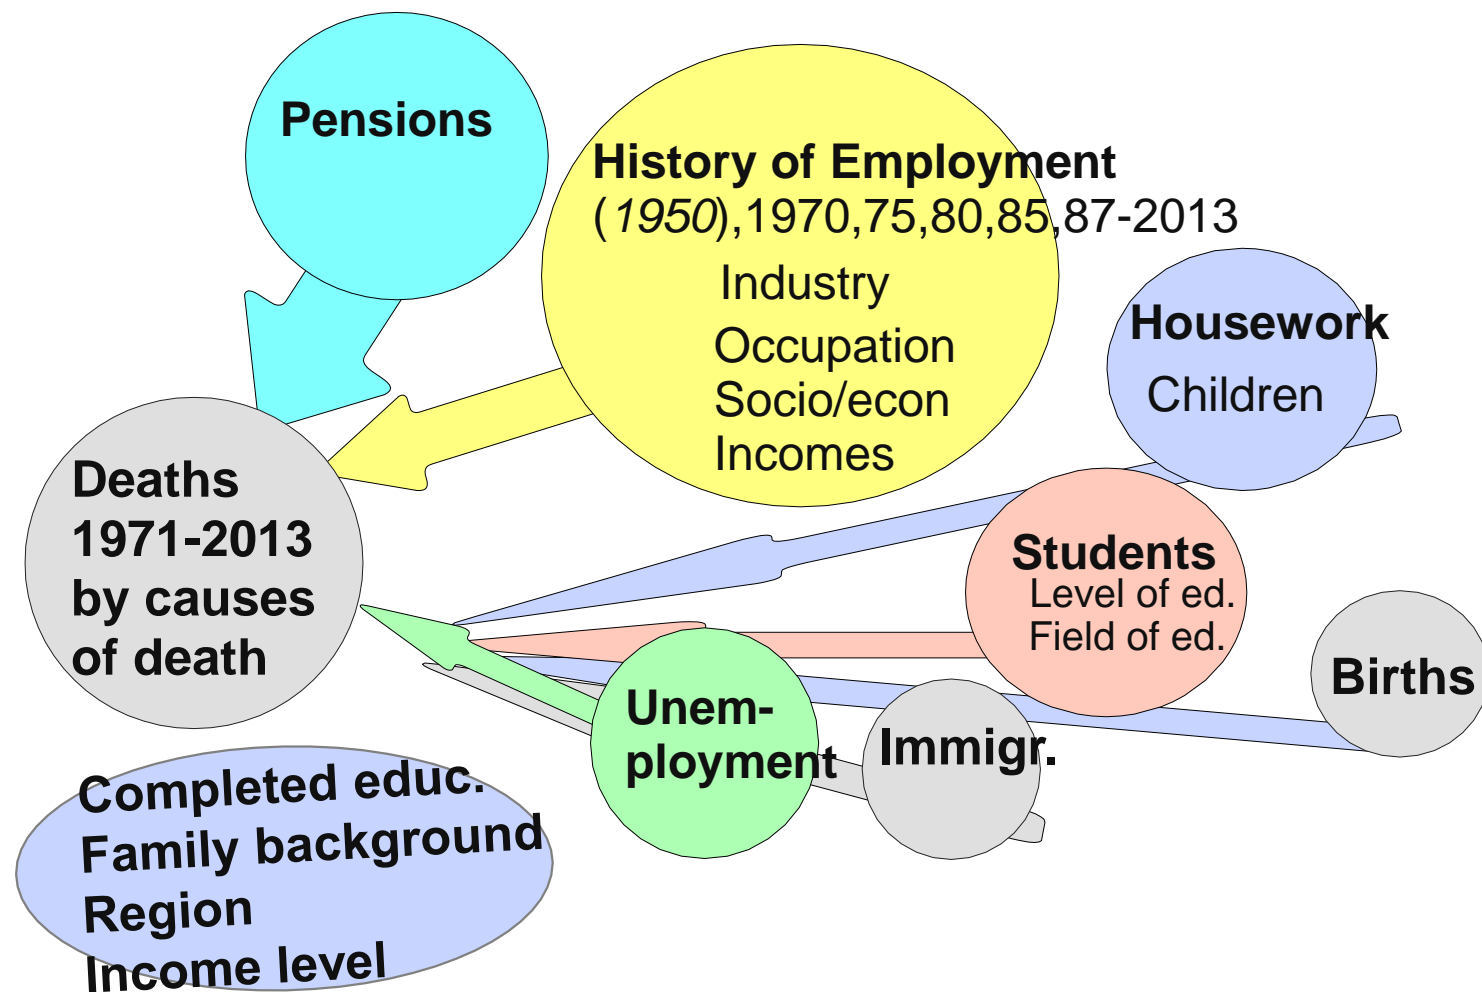 Pensions
History of Employment
(1950),1970,75,80,85,87-2013
Industry
Occupation
Socio/econ
Incomes
Housework
Children
Deaths
1971-2013
by causes
of death
Students
Level of ed.
Field of ed.
Births
Unem-
ployment
Immigr.
Completed educ.
Family background
Region
Income level